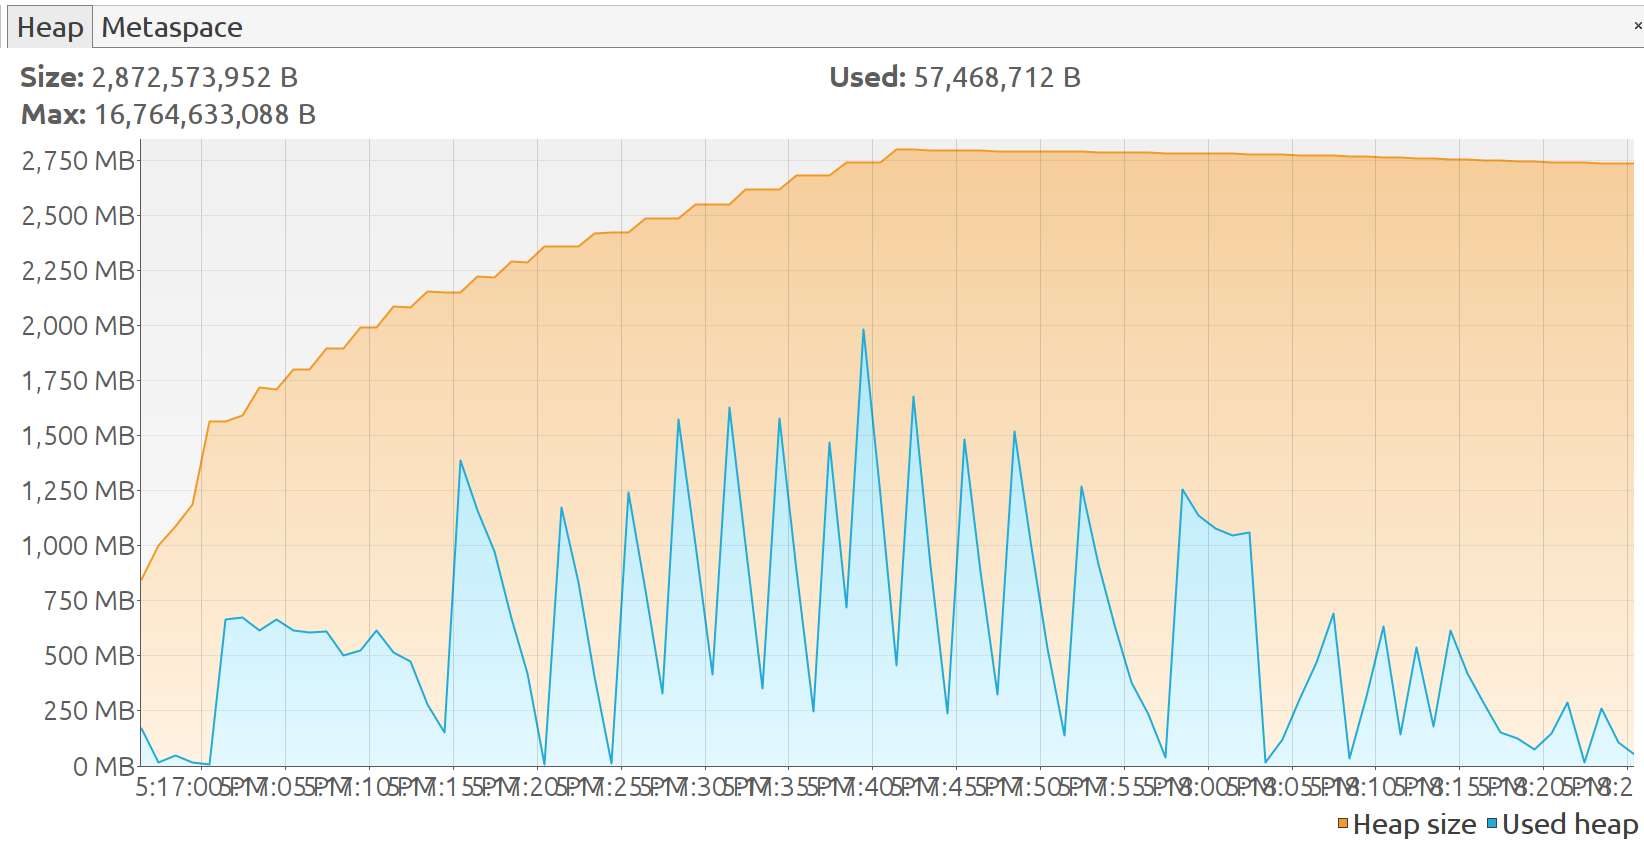 Heap Metaspace ×
Size: 2,872,573,952 B Used: 57,468,712 B
Max: 16,764,633,088 B
2,750 MB
2,500 MB
2,250 MB
2,000 MB
1,750 MB
1,500 MB
1,250 MB
1,000 MB
750 MB
500 MB
250 MB
0 MB
5:17:00 PM 5:17:05 PM 5:17:10 PM 5:17:15 PM 5:17:20 PM 5:17:25 PM 5:17:30 PM 5:17:35 PM 5:17:40 PM 5:17:45 PM 5:17:50 PM 5:17:55 PM 5:18:00 PM 5:18:05 PM 5:18:10 PM 5:18:15 PM 5:18:20 PM 5:18:2
Heap size Used heap